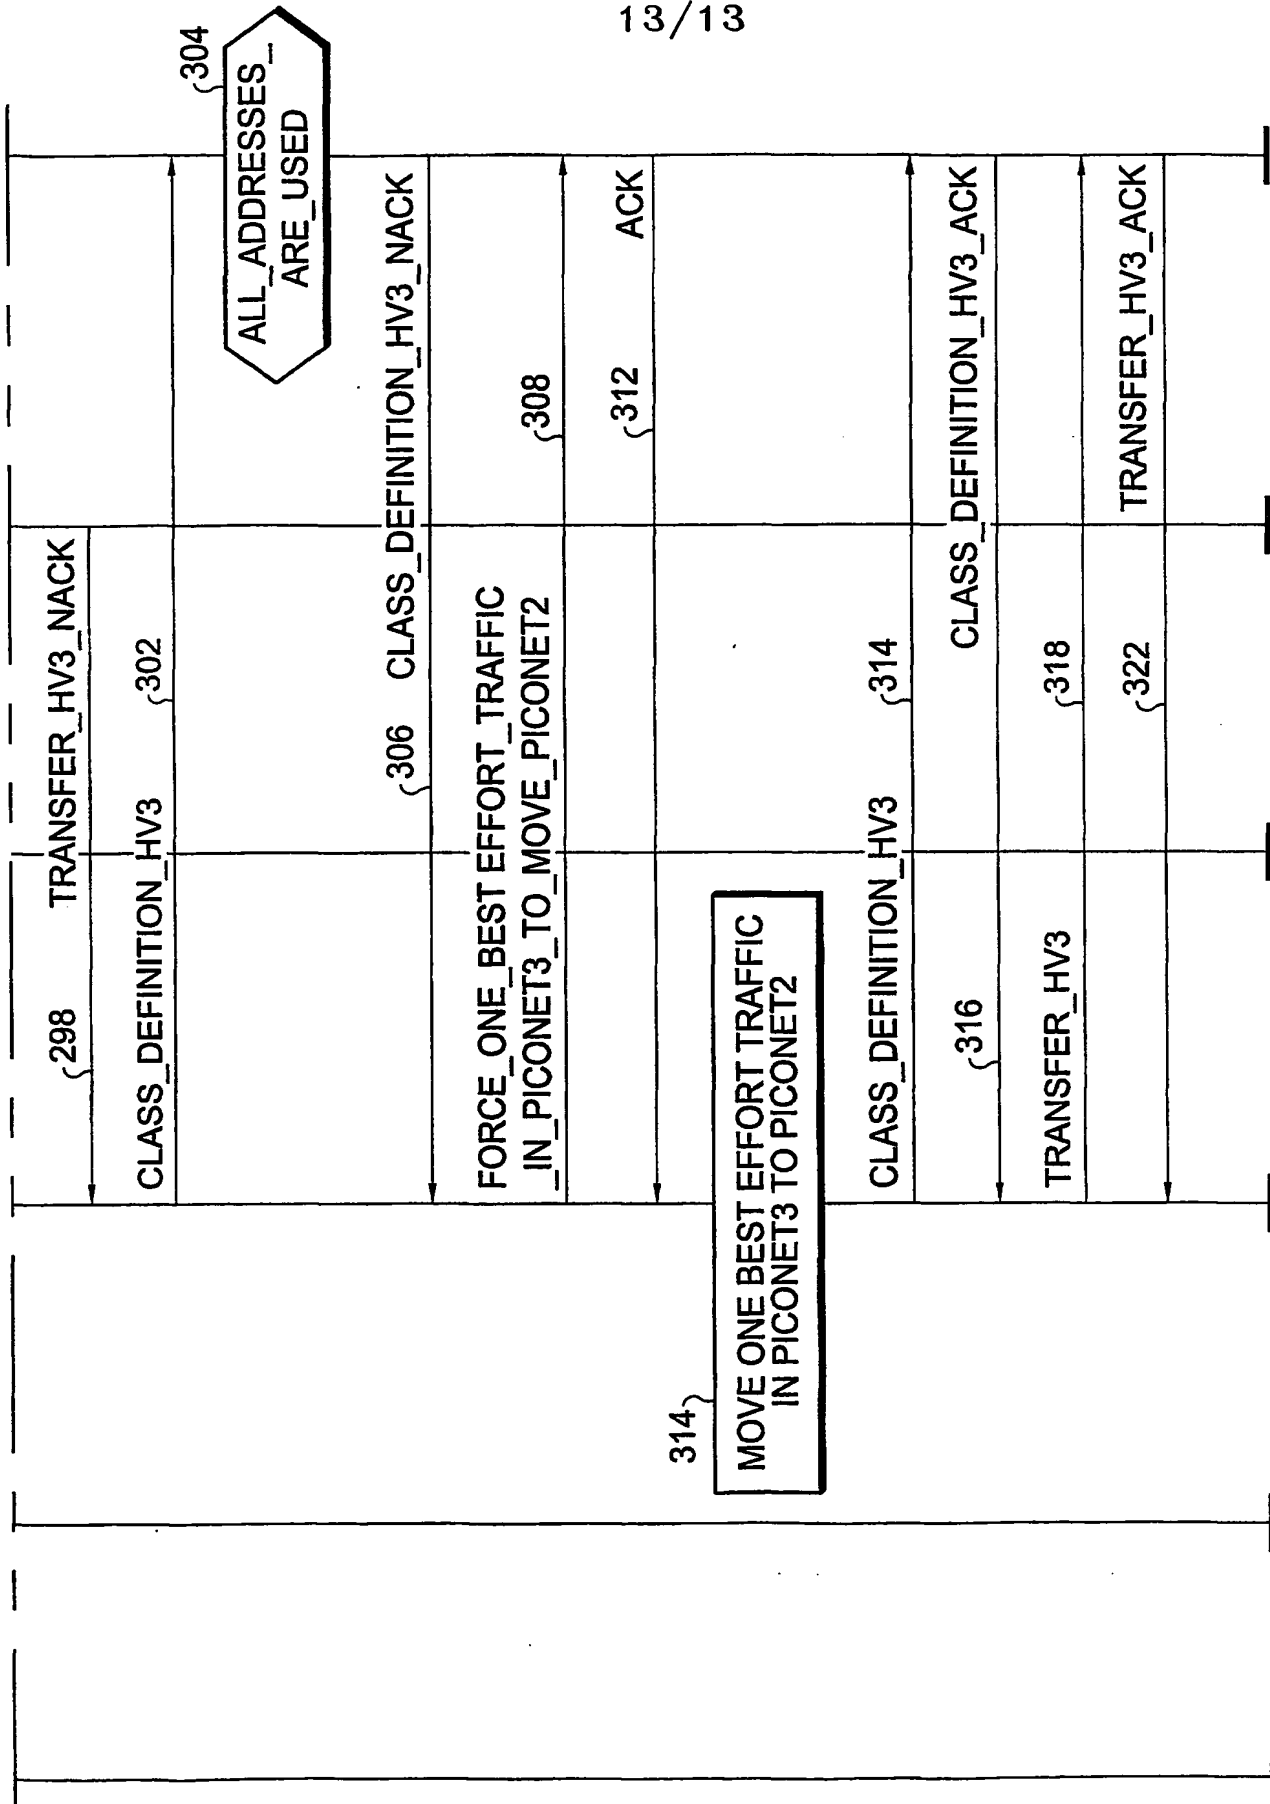 13/13
298
TRANSFER_HV3_NACK
CLASS_DEFINITION_HV3
302
304
ALL_ADDRESSES_
ARE_USED
306
CLASS_DEFINITION_HV3_NACK
FORCE_ONE_BEST EFFORT_TRAFFIC
_IN_PICONET3_TO_MOVE_PICONET2
308
312
ACK
314
MOVE ONE BEST EFFORT TRAFFIC
IN PICONET3 TO PICONET2
CLASS_DEFINITION_HV3
314
316
CLASS_DEFINITION_HV3_ACK
TRANSFER_HV3
318
322
TRANSFER_HV3_ACK